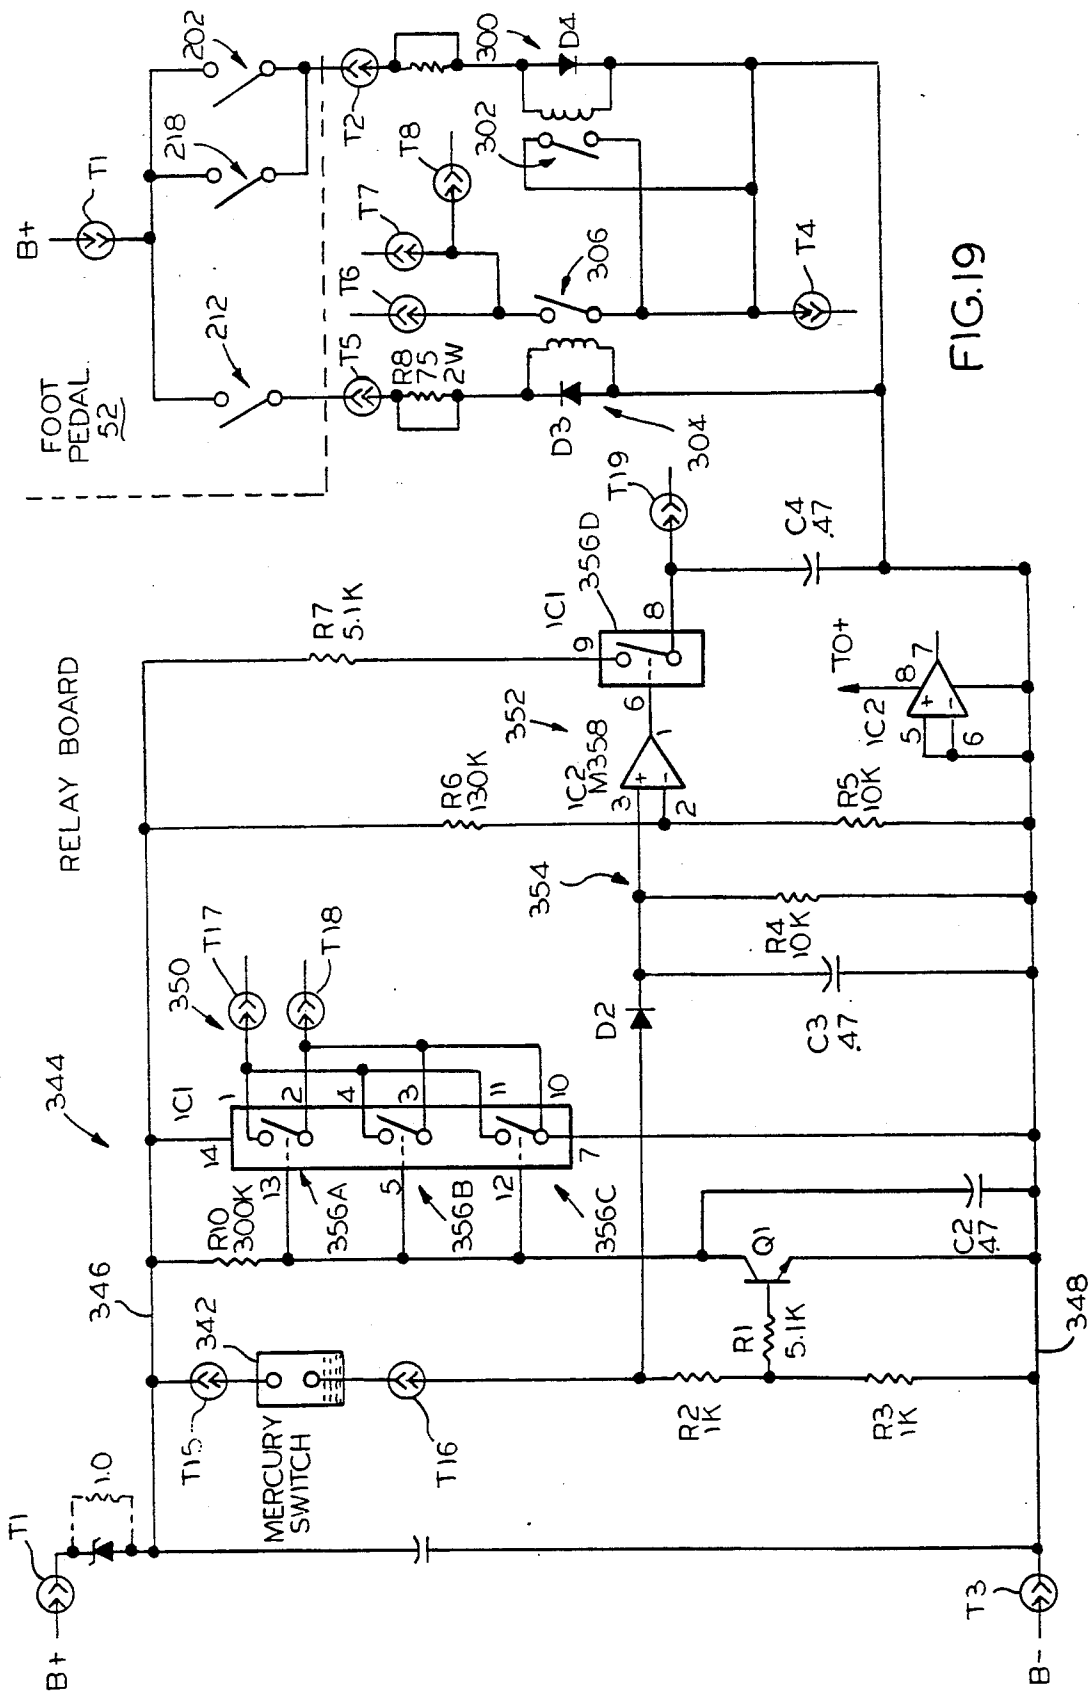 B+
T1
1.0
T15
MERCURY
SWITCH
342
T16
346
R10
300K
344
RELAY BOARD
14
IC1
1
13
356A
2
350
T17
T18
4
5
356B
3
11
12
356C
10
7
R2
1K
R1
5.1K
Q1
R3
1K
C2
.47
348
T3
B-
D2
354
C3
.47
R4
10K
R6
130K
R5
10K
IC2
M358
352
3
2
1
6
R7
5.1K
IC1
9
8
356D
T19
C4
.47
TO+
IC2
5
6
8
7
FOOT
PEDAL
52
B+
T1
212
218
202
T5
R8
75
2W
T6
T7
T8
T2
D3
304
306
302
300
D4
T4
FIG.19